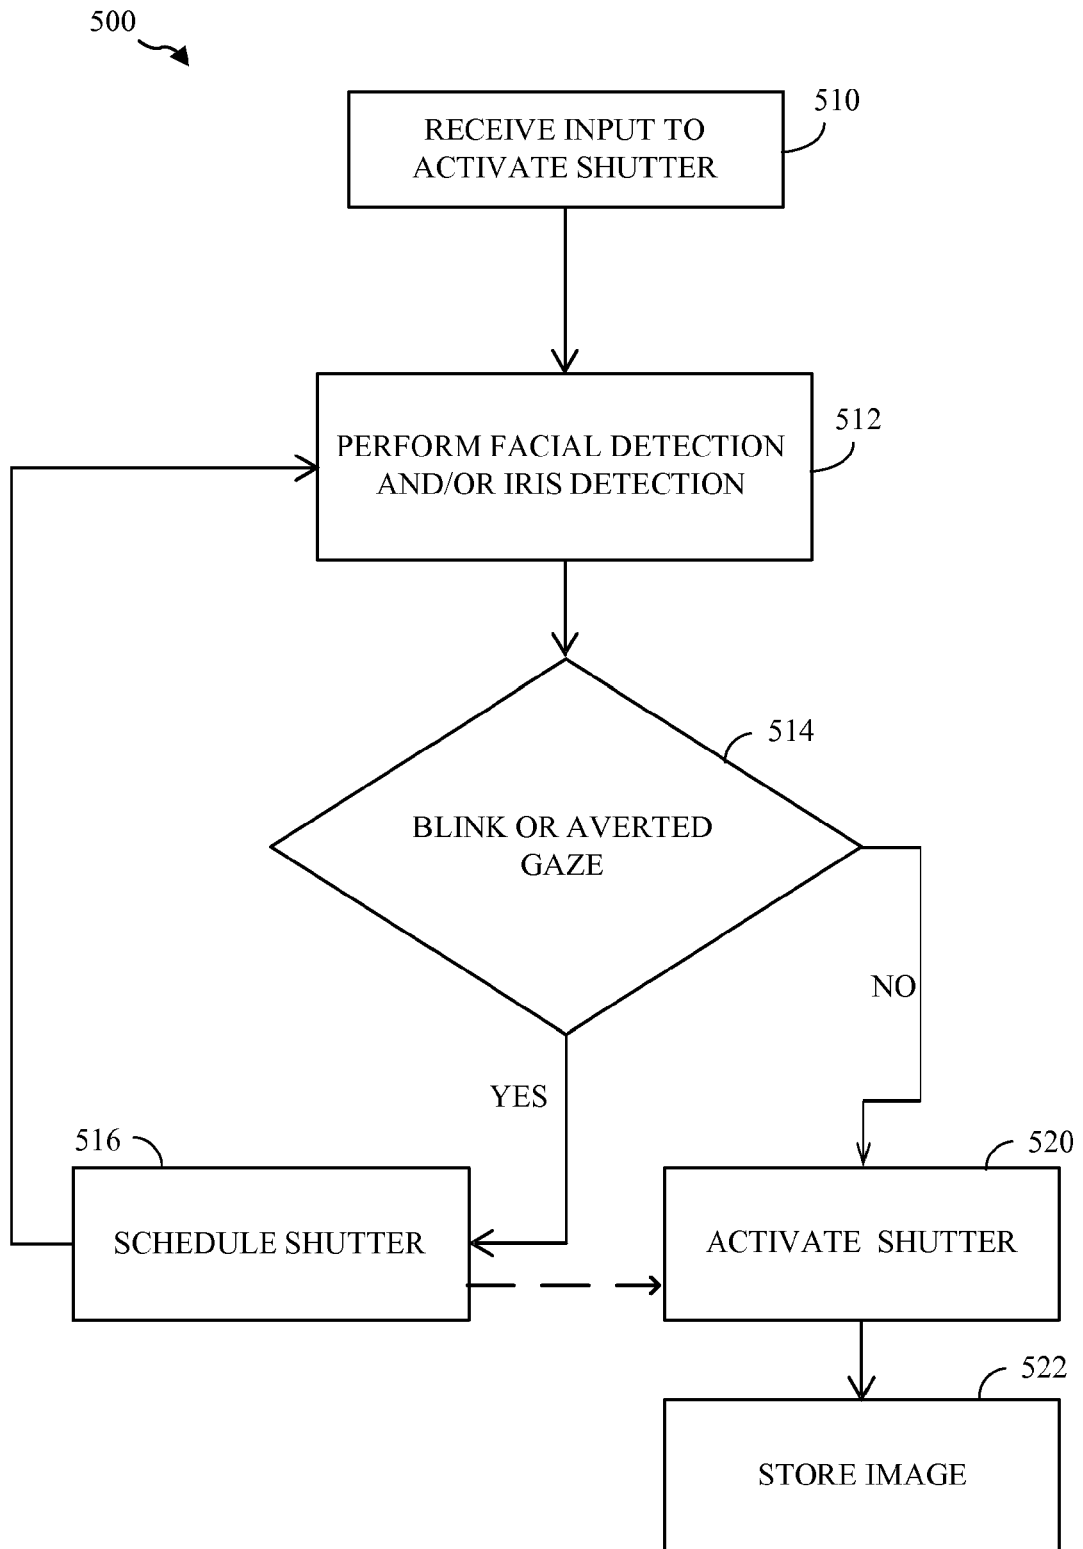 500
510
RECEIVE INPUT TO
ACTIVATE SHUTTER
512
PERFORM FACIAL DETECTION
AND/OR IRIS DETECTION
514
BLINK OR AVERTED
GAZE
NO
YES
516
SCHEDULE SHUTTER
520
ACTIVATE SHUTTER
522
STORE IMAGE